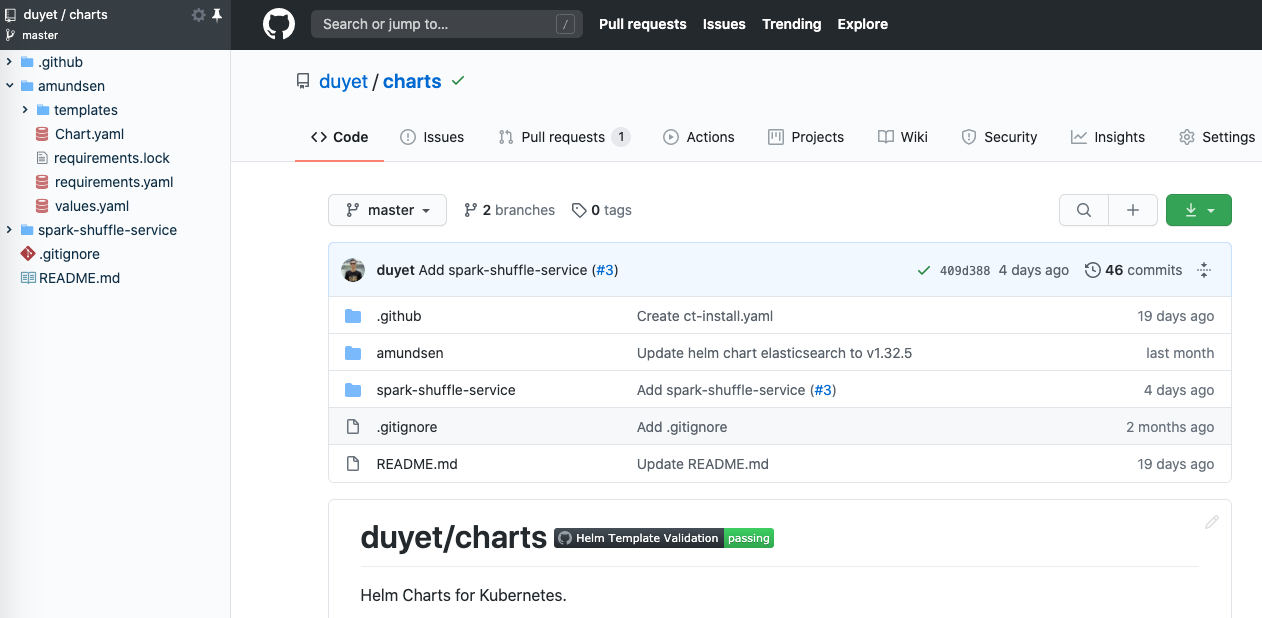 duyet / charts
master
.github
amundsen
templates
Chart.yaml
requirements.lock
requirements.yaml
values.yaml
spark-shuffle-service
.gitignore
README.md
Search or jump to... /
Pull requests Issues Trending Explore
duyet / charts
Code Issues Pull requests 1 Actions Projects Wiki Security Insights Settings
master 2 branches 0 tags
duyet Add spark-shuffle-service (#3) 409d388 4 days ago 46 commits
.github Create ct-install.yaml 19 days ago
amundsen Update helm chart elasticsearch to v1.32.5 last month
spark-shuffle-service Add spark-shuffle-service (#3) 4 days ago
.gitignore Add .gitignore 2 months ago
README.md Update README.md 19 days ago
duyet/charts Helm Template Validation passing
Helm Charts for Kubernetes.